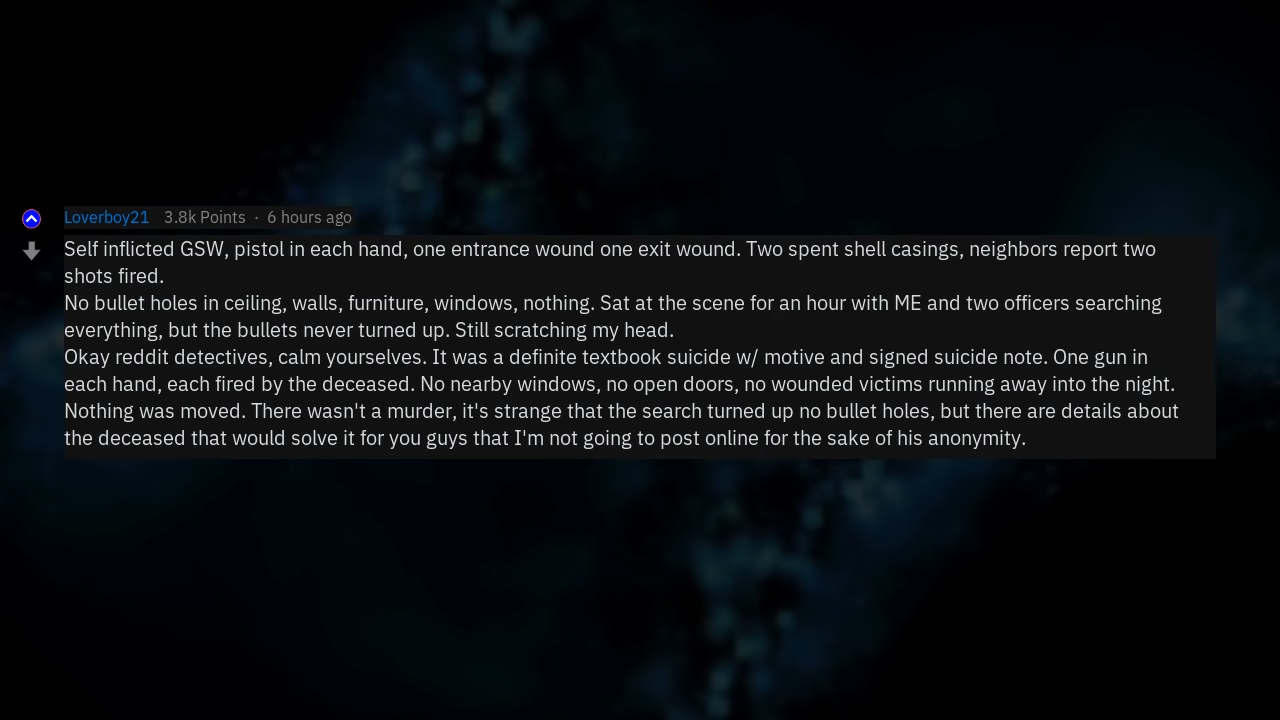 Loverboy21 3.8k Points · 6 hours ago
Self inflicted GSW, pistol in each hand, one entrance wound one exit wound. Two spent shell casings, neighbors report two
shots fired.
No bullet holes in ceiling, walls, furniture, windows, nothing. Sat at the scene for an hour with ME and two officers searching
everything, but the bullets never turned up. Still scratching my head.
Okay reddit detectives, calm yourselves. It was a definite textbook suicide w/ motive and signed suicide note. One gun in
each hand, each fired by the deceased. No nearby windows, no open doors, no wounded victims running away into the night.
Nothing was moved. There wasn't a murder, it's strange that the search turned up no bullet holes, but there are details about
the deceased that would solve it for you guys that I'm not going to post online for the sake of his anonymity.